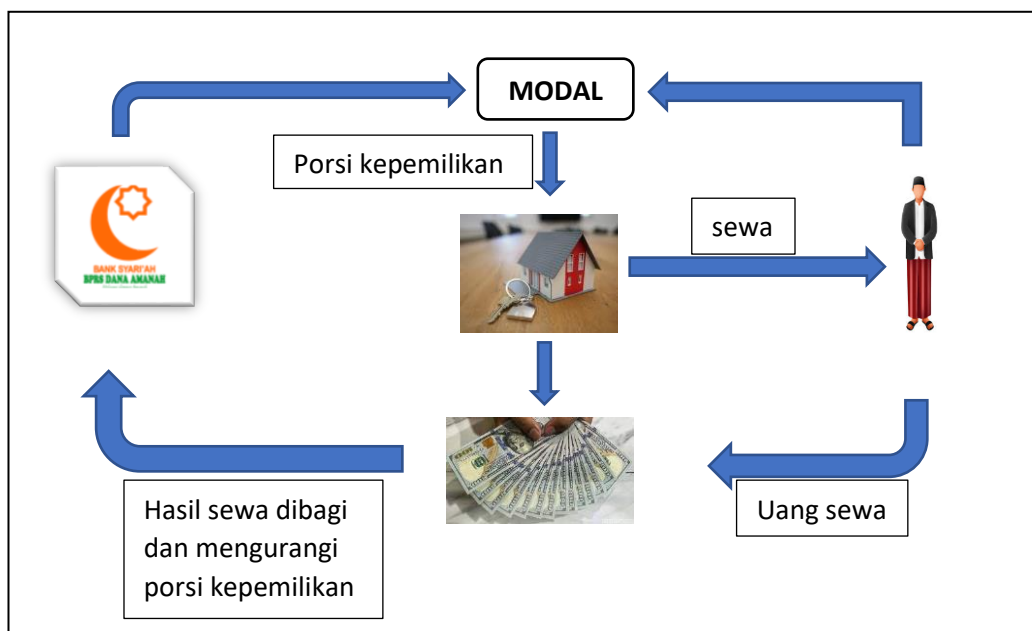 MODAL
Porsi kepemilikan
sewa
BANK SYARI'AH
BPRS DANA AMANAH
Hasil sewa dibagi
dan mengurangi
porsi kepemilikan
Uang sewa